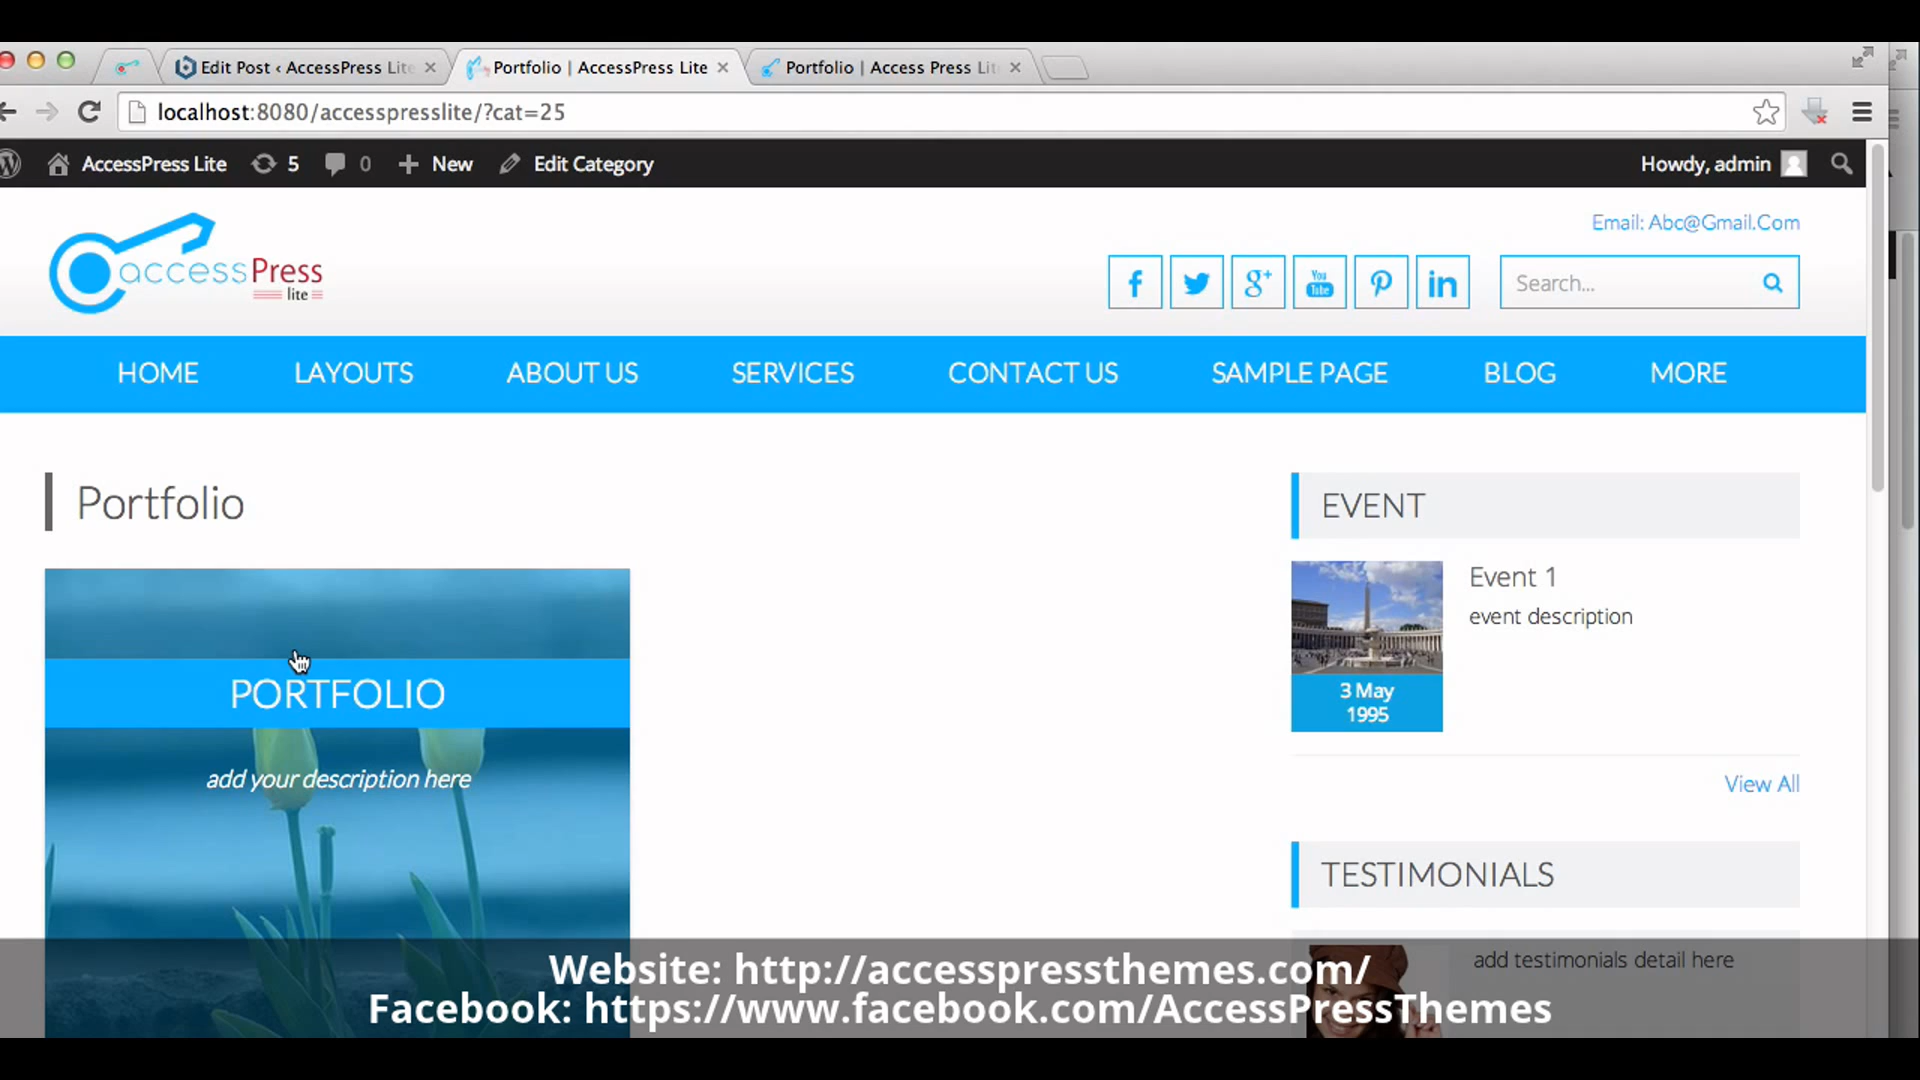 Edit Post ‹ AccessPress Lite
Portfolio | AccessPress Lite
Portfolio | Access Press Lit
localhost:8080/accesspresslite/?cat=25
AccessPress Lite 5 0 New Edit Category Howdy, admin
Email: Abc@Gmail.Com
accessPress
lite
You
Tube
Search...
HOME LAYOUTS ABOUT US SERVICES CONTACT US SAMPLE PAGE BLOG MORE
Portfolio
PORTFOLIO
add your description here
EVENT
Event 1
event description
3 May
1995
View All
TESTIMONIALS
add testimonials detail here
Website: http://accesspressthemes.com/
Facebook: https://www.facebook.com/AccessPressThemes